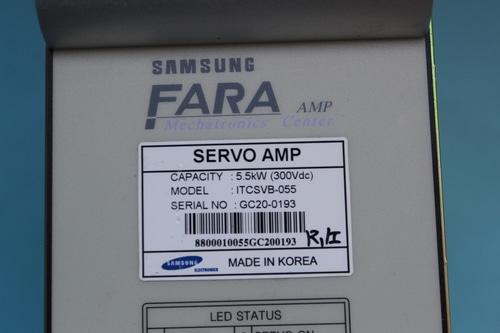 SAMSUNG
FARA AMP
Mechatronics Center
SERVO AMP
CAPACITY : 5.5kW (300Vdc)
MODEL : ITCSVB-055
SERIAL NO : GC20-0193
8800010055GC200193
SAMSUNG
ELECTRONICS
MADE IN KOREA
LED STATUS